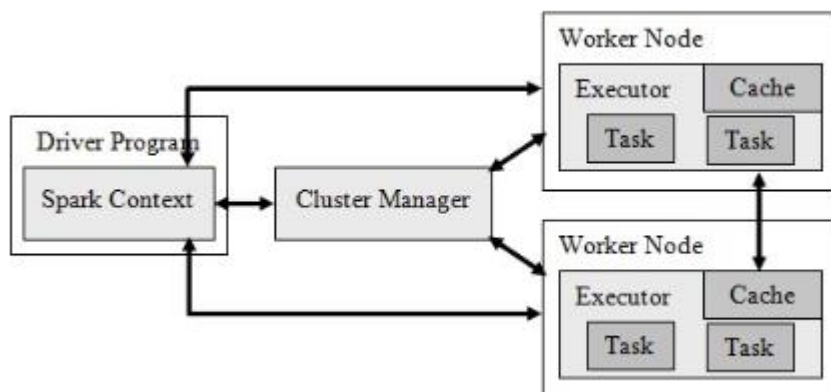 Worker Node
Executor
Cache
Task
Task
Driver Program
Spark Context
Cluster Manager
Worker Node
Executor
Cache
Task
Task